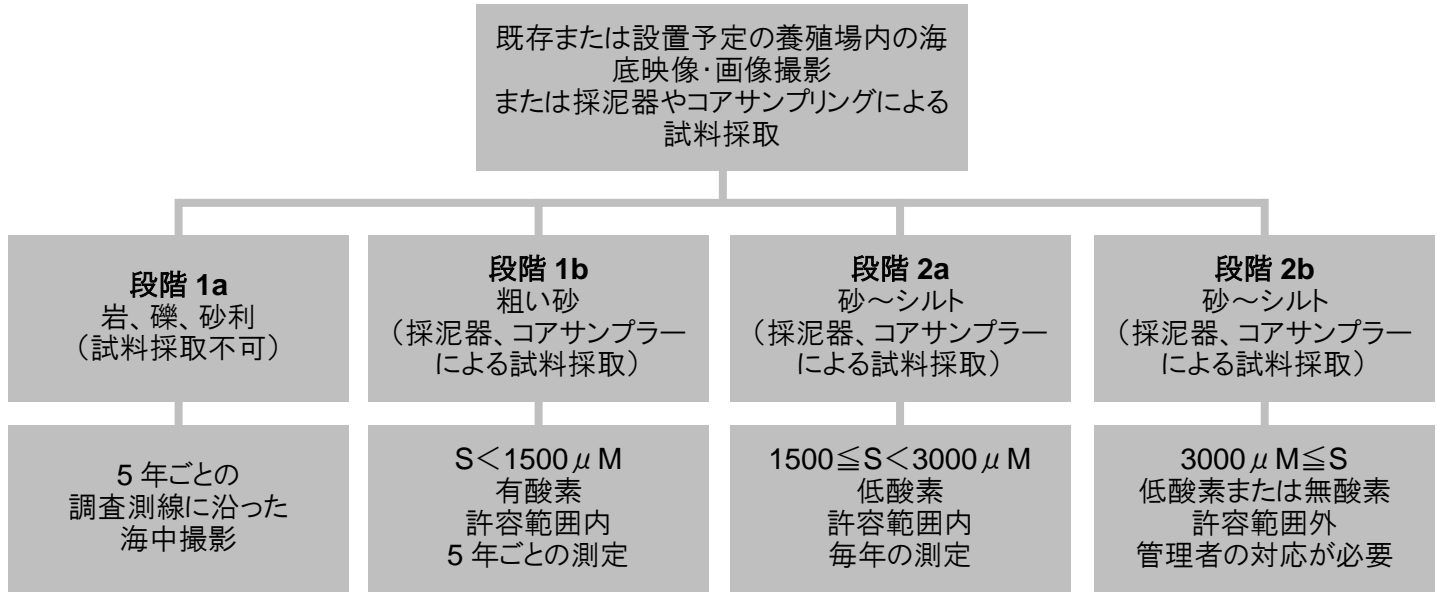 既存または設置予定の養殖場内の海
底映像・画像撮影
または採泥器やコアサンプリングによる
試料採取
段階 1a
岩、礫、砂利
（試料採取不可）
段階 1b
粗い砂
（採泥器、コアサンプラー
による試料採取）
段階 2a
砂～シルト
（採泥器、コアサンプラー
による試料採取）
段階 2b
砂～シルト
（採泥器、コアサンプラー
による試料採取）
5 年ごとの
調査測線に沿った
海中撮影
S＜1500μM
有酸素
許容範囲内
5 年ごとの測定
1500≦S＜3000μM
低酸素
許容範囲内
毎年の測定
3000μM≦S
低酸素または無酸素
許容範囲外
管理者の対応が必要